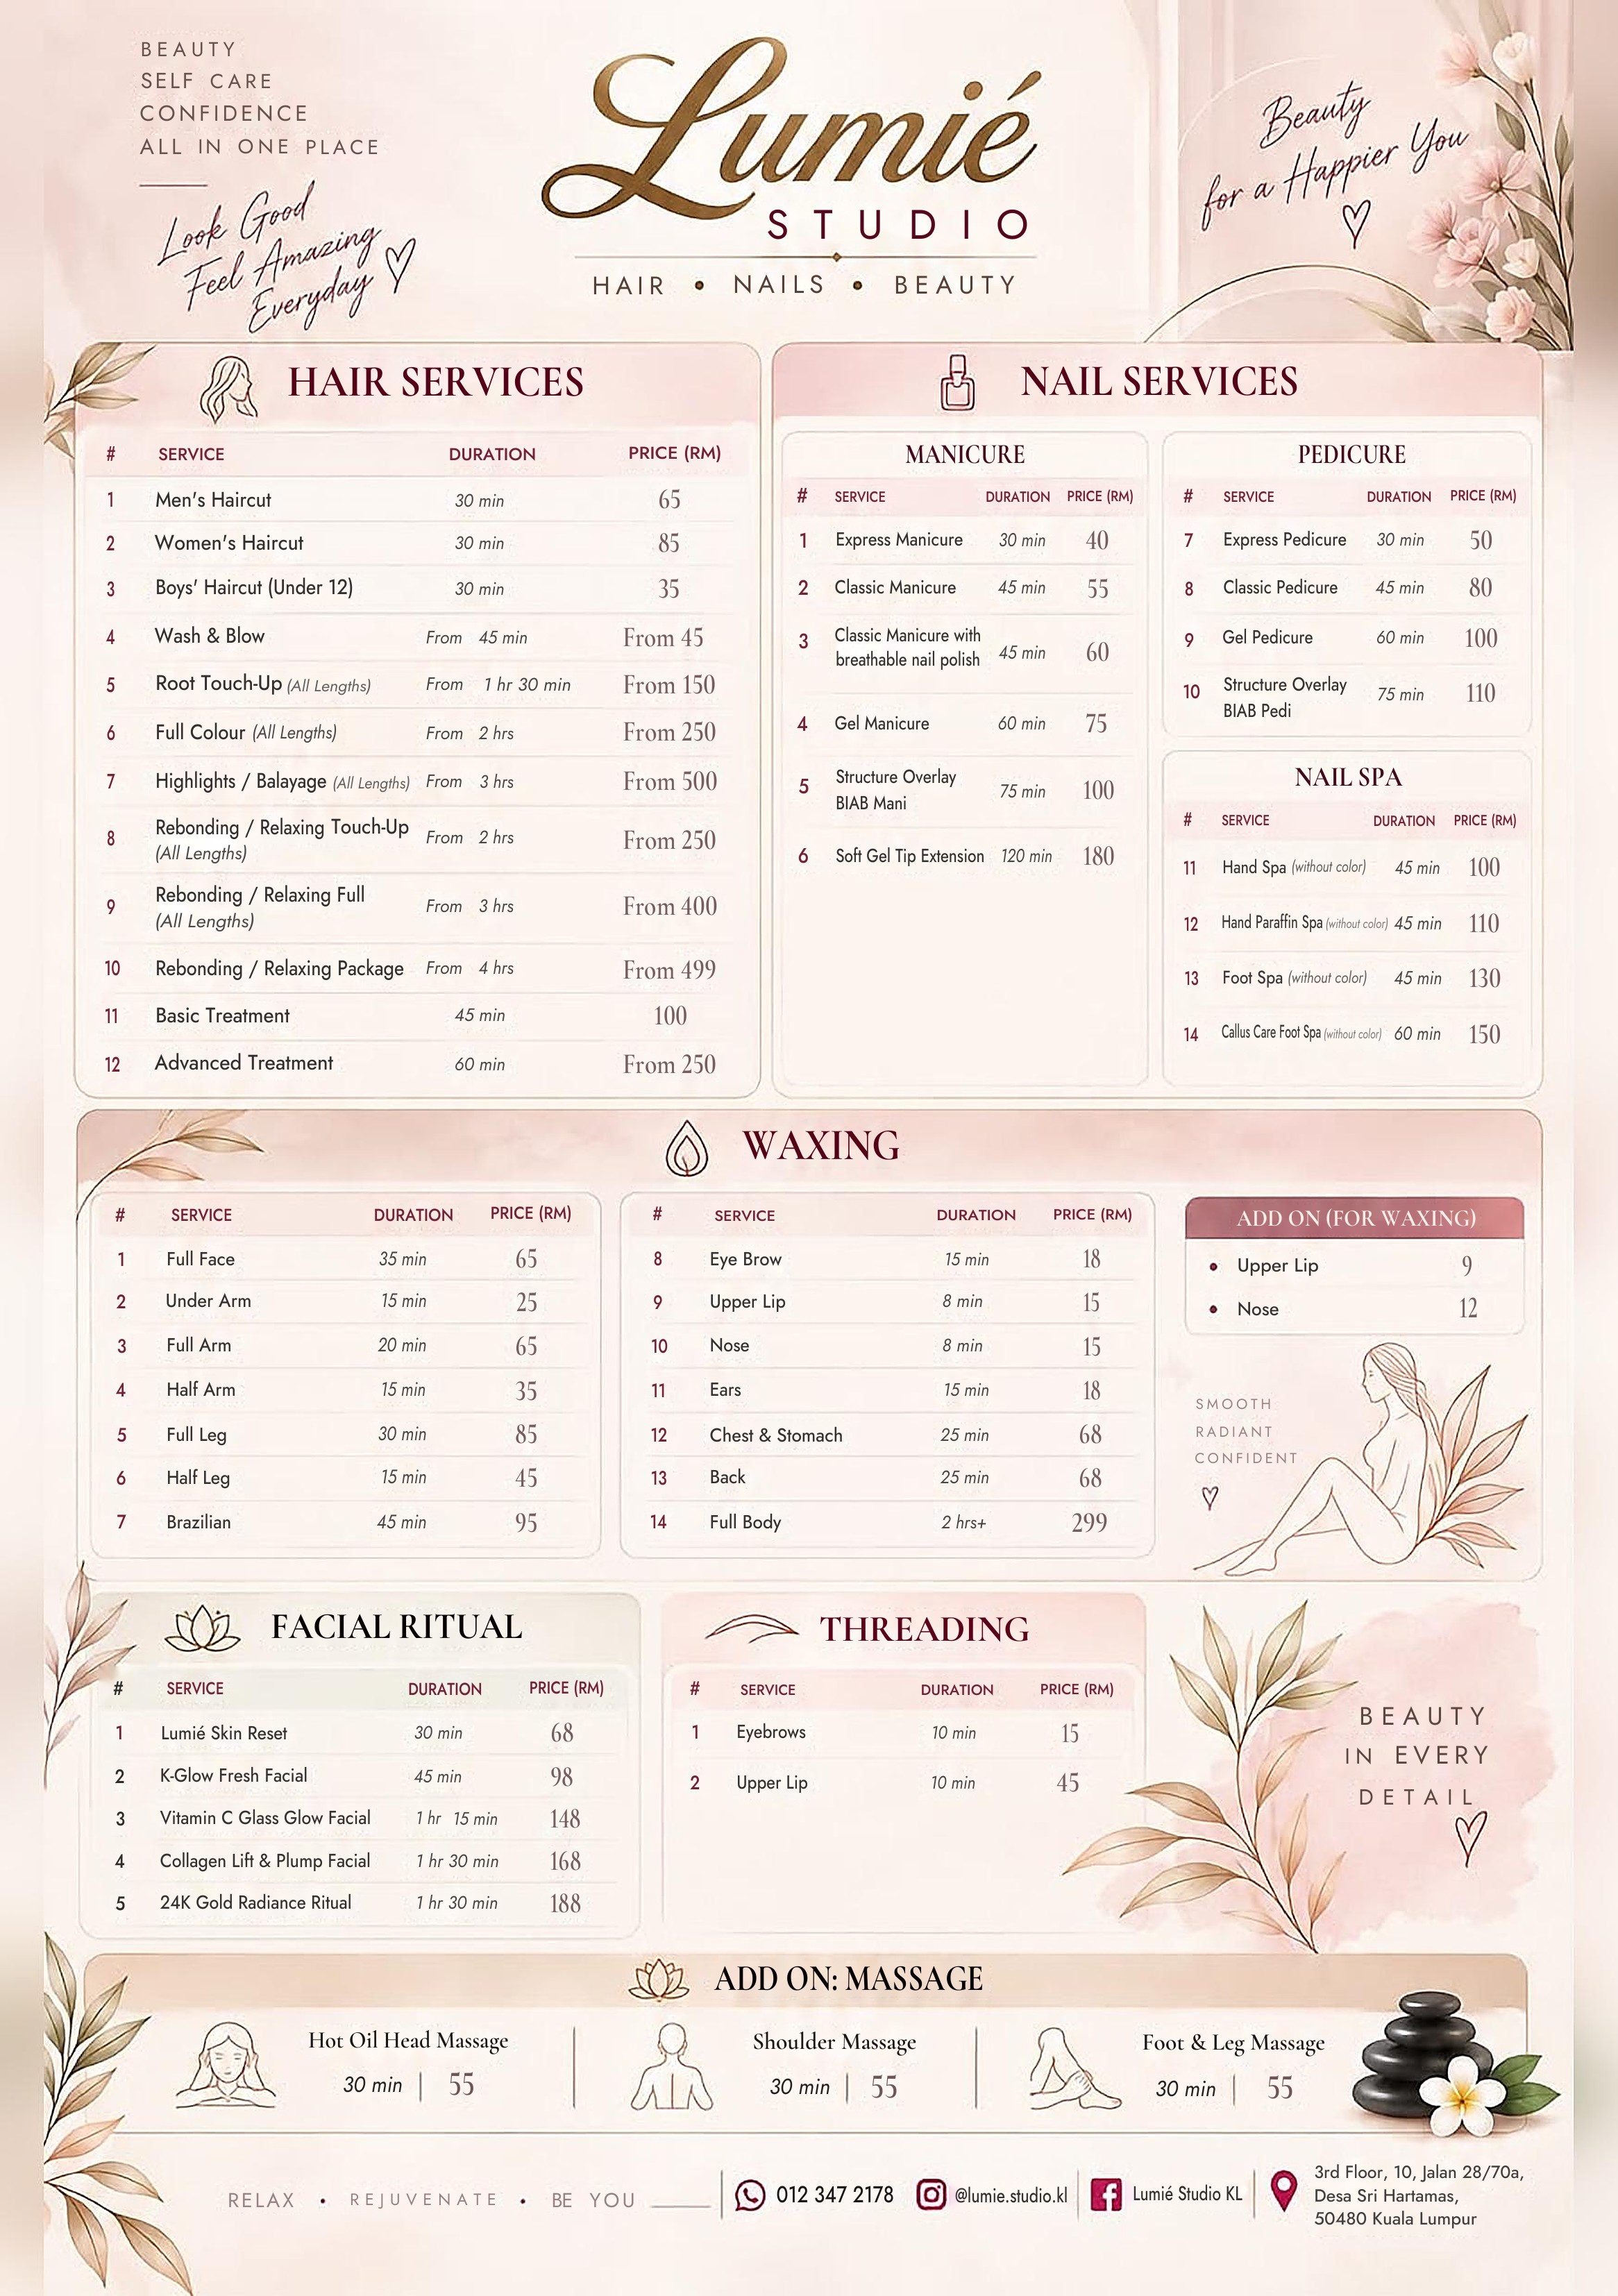 BEAUTY
SELF CARE
CONFIDENCE
ALL IN ONE PLACE
Look Good
Feel Amazing
Everyday
Lumié
STUDIO
HAIR • NAILS • BEAUTY
Beauty
for a Happier You
HAIR SERVICES
# SERVICE DURATION PRICE (RM)
1 Men's Haircut 30 min 65
2 Women's Haircut 30 min 85
3 Boys' Haircut (Under 12) 30 min 35
4 Wash & Blow From 45 min From 45
5 Root Touch-Up (All Lengths) From 1 hr 30 min From 150
6 Full Colour (All Lengths) From 2 hrs From 250
7 Highlights / Balayage (All Lengths) From 3 hrs From 500
8 Rebonding / Relaxing Touch-Up From 2 hrs From 250
(All Lengths)
9 Rebonding / Relaxing Full From 3 hrs From 400
(All Lengths)
10 Rebonding / Relaxing Package From 4 hrs From 499
11 Basic Treatment 45 min 100
12 Advanced Treatment 60 min From 250
NAIL SERVICES
MANICURE
# SERVICE DURATION PRICE (RM)
1 Express Manicure 30 min 40
2 Classic Manicure 45 min 55
3 Classic Manicure with
breathable nail polish 45 min 60
4 Gel Manicure 60 min 75
5 Structure Overlay
BIAB Mani 75 min 100
6 Soft Gel Tip Extension 120 min 180
PEDICURE
# SERVICE DURATION PRICE (RM)
7 Express Pedicure 30 min 50
8 Classic Pedicure 45 min 80
9 Gel Pedicure 60 min 100
10 Structure Overlay
BIAB Pedi 75 min 110
NAIL SPA
# SERVICE DURATION PRICE (RM)
11 Hand Spa (without color) 45 min 100
12 Hand Paraffin Spa (without color) 45 min 110
13 Foot Spa (without color) 45 min 130
14 Callus Care Foot Spa (without color) 60 min 150
WAXING
# SERVICE DURATION PRICE (RM)
1 Full Face 35 min 65
2 Under Arm 15 min 25
3 Full Arm 20 min 65
4 Half Arm 15 min 35
5 Full Leg 30 min 85
6 Half Leg 15 min 45
7 Brazilian 45 min 95
# SERVICE DURATION PRICE (RM)
8 Eye Brow 15 min 18
9 Upper Lip 8 min 15
10 Nose 8 min 15
11 Ears 15 min 18
12 Chest & Stomach 25 min 68
13 Back 25 min 68
14 Full Body 2 hrs+ 299
ADD ON (FOR WAXING)
• Upper Lip 9
• Nose 12
SMOOTH
RADIANT
CONFIDENT
FACIAL RITUAL
# SERVICE DURATION PRICE (RM)
1 Lumié Skin Reset 30 min 68
2 K-Glow Fresh Facial 45 min 98
3 Vitamin C Glass Glow Facial 1 hr 15 min 148
4 Collagen Lift & Plump Facial 1 hr 30 min 168
5 24K Gold Radiance Ritual 1 hr 30 min 188
THREADING
# SERVICE DURATION PRICE (RM)
1 Eyebrows 10 min 15
2 Upper Lip 10 min 45
BEAUTY
IN EVERY
DETAIL
ADD ON: MASSAGE
Hot Oil Head Massage
30 min | 55
Shoulder Massage
30 min | 55
Foot & Leg Massage
30 min | 55
RELAX • REJUVENATE • BE YOU
012 347 2178
@lumie.studio.kl
Lumié Studio KL
3rd Floor, 10, Jalan 28/70a,
Desa Sri Hartamas,
50480 Kuala Lumpur